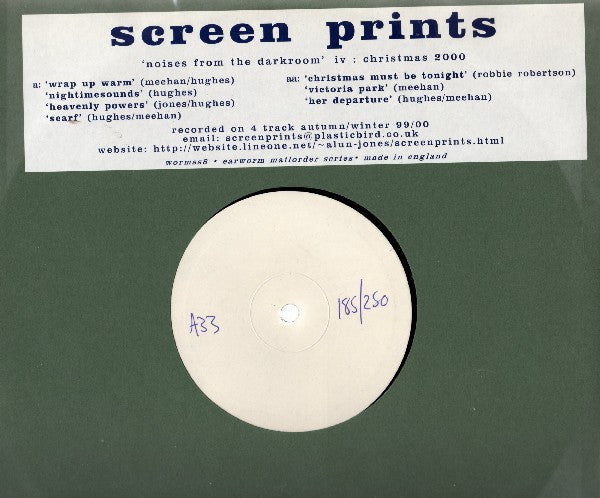 screen prints
'noises from the darkroom' iv : christmas 2000
a: 'wrap up warm' (meehan/hughes)
'nightimesounds' (hughes)
'heavenly powers' (jones/hughes)
'scarf' (hughes/meehan)
aa: 'christmas must be tonight' (robbie robertson)
'victoria park' (meehan)
'her departure' (hughes/meehan)
recorded on 4 track autumn/winter 99/00
email: screenprints@plasticbird.co.uk
website: http://website.lineone.net/~alun-jones/screenprints.html
wormss8 • earworm mailorder series• made in england
A33
185/250